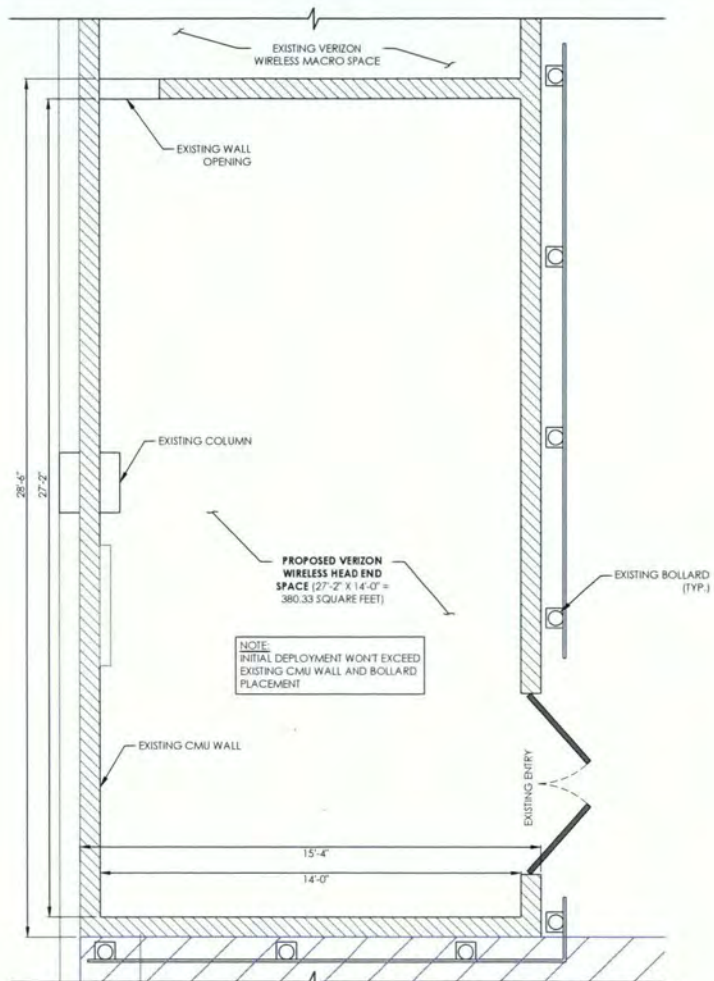 EXISTING VERIZON
WIRELESS MACRO SPACE
EXISTING WALL
OPENING
EXISTING COLUMN
28'-6"
27'-2"
PROPOSED VERIZON
WIRELESS HEAD END
SPACE (27'-2" X 14'-0" =
380.33 SQUARE FEET)
EXISTING BOLLARD
(TYP.)
NOTE:
INITIAL DEPLOYMENT WON'T EXCEED
EXISTING CMU WALL AND BOLLARD
PLACEMENT
EXISTING CMU WALL
EXISTING ENTRY
15'-4"
14'-0"